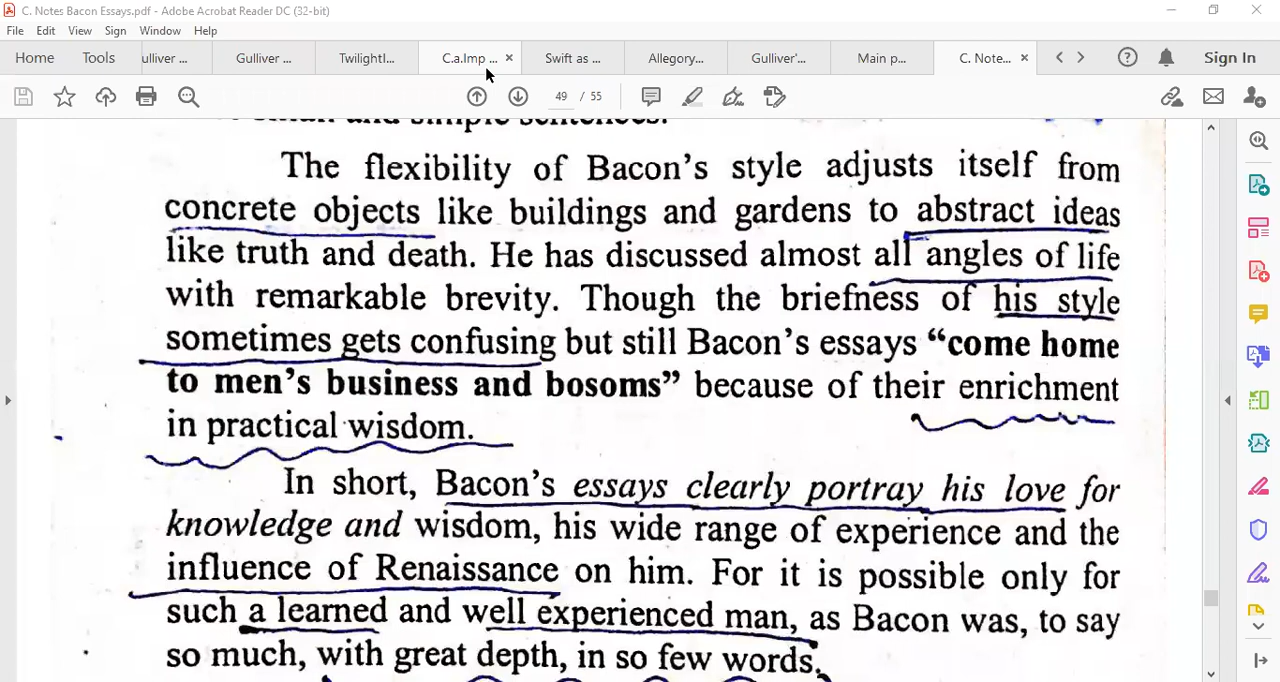 C. Notes Bacon Essays.pdf - Adobe Acrobat Reader DC (32-bit)
File Edit View Sign Window Help
Home Tools ulliver ... Gulliver ... Twilightl... C.a.Imp ... Swift as ... Allegory... Gulliver'... Main p... C. Note... Sign In
49 / 55
to small and simple sentences.
The flexibility of Bacon's style adjusts itself from
concrete objects like buildings and gardens to abstract ideas
like truth and death. He has discussed almost all angles of life
with remarkable brevity. Though the briefness of his style
sometimes gets confusing but still Bacon's essays “come home
to men's business and bosoms” because of their enrichment
in practical wisdom.
In short, Bacon's essays clearly portray his love for
knowledge and wisdom, his wide range of experience and the
influence of Renaissance on him. For it is possible only for
such a learned and well experienced man, as Bacon was, to say
so much, with great depth, in so few words.